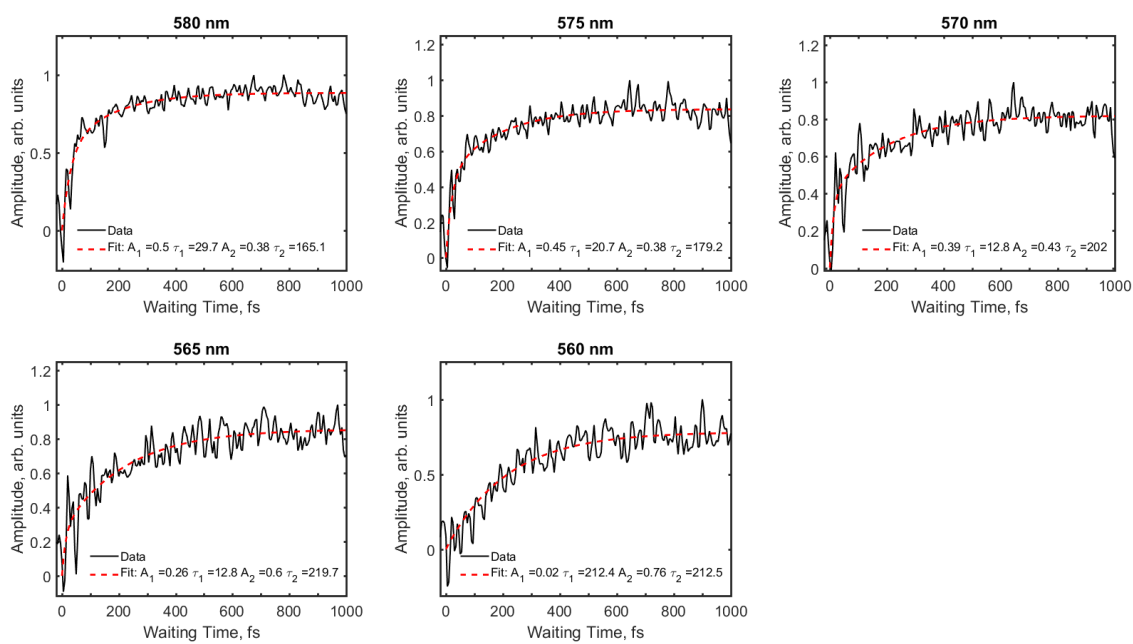 580 nm
Amplitude, arb. units
1
0.5
0
Data
Fit: A1 =0.5 τ1 =29.7 A2 =0.38 τ2 =165.1
0 200 400 600 800 1000
Waiting Time, fs
575 nm
Amplitude, arb. units
1.2
1
0.8
0.6
0.4
0.2
0
Data
Fit: A1 =0.45 τ1 =20.7 A2 =0.38 τ2 =179.2
0 200 400 600 800 1000
Waiting Time, fs
570 nm
Amplitude, arb. units
1.2
1
0.8
0.6
0.4
0.2
0
Data
Fit: A1 =0.39 τ1 =12.8 A2 =0.43 τ2 =202
0 200 400 600 800 1000
Waiting Time, fs
565 nm
Amplitude, arb. units
1.2
1
0.8
0.6
0.4
0.2
0
Data
Fit: A1 =0.26 τ1 =12.8 A2 =0.6 τ2 =219.7
0 200 400 600 800 1000
Waiting Time, fs
560 nm
Amplitude, arb. units
1
0.5
0
Data
Fit: A1 =0.02 τ1 =212.4 A2 =0.76 τ2 =212.5
0 200 400 600 800 1000
Waiting Time, fs